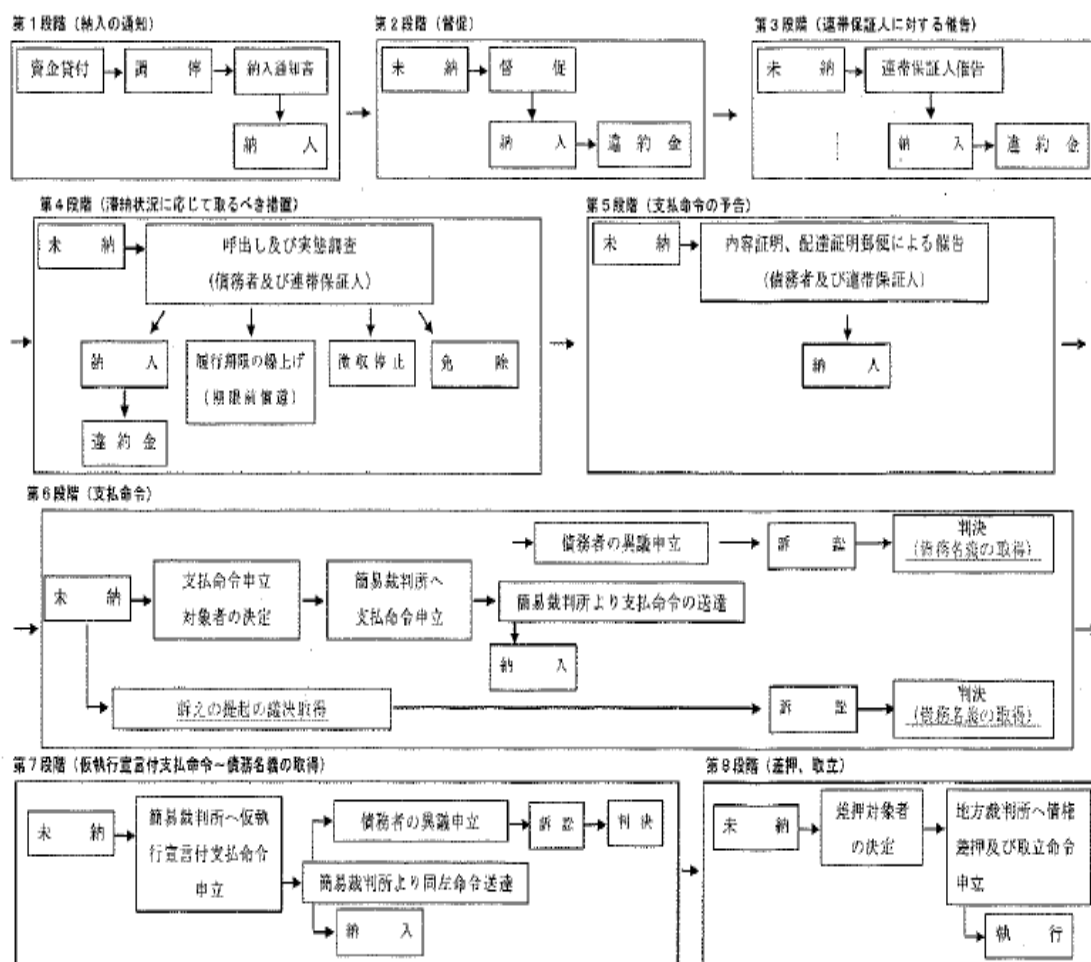 第1段階(納入の通知)
資金貸付
調停
納入通知書
納入
第2段階(督促)
未納
督促
納入
違約金
第3段階(連帯保証人に対する催告)
未納
連帯保証人催告
納入
違約金
第4段階(滞納状況に応じて取るべき措置)
未納
呼出し及び実態調査
(債務者及び連帯保証人)
納入
履行期限の繰上げ
(期限前償還)
徴収停止
免除
違約金
第5段階(支払命令の予告)
未納
内容証明、配達証明郵便による催告
(債務者及び連帯保証人)
納入
第6段階(支払命令)
未納
支払命令申立
対象者の決定
簡易裁判所へ
支払命令申立
債務者の異議申立
訴訟
判決
(債務名義の取得)
簡易裁判所より支払命令の送達
納入
訴えの提起の議決取得
訴訟
判決
(債務名義の取得)
第7段階(仮執行宣言付支払命令~債務名義の取得)
未納
簡易裁判所へ仮執
行宣言付支払命令
申立
債務者の異議申立
訴訟
判決
簡易裁判所より同左命令送達
納入
第8段階(差押、取立)
未納
差押対象者
の決定
地方裁判所へ債権
差押及び取立命令
申立
執行